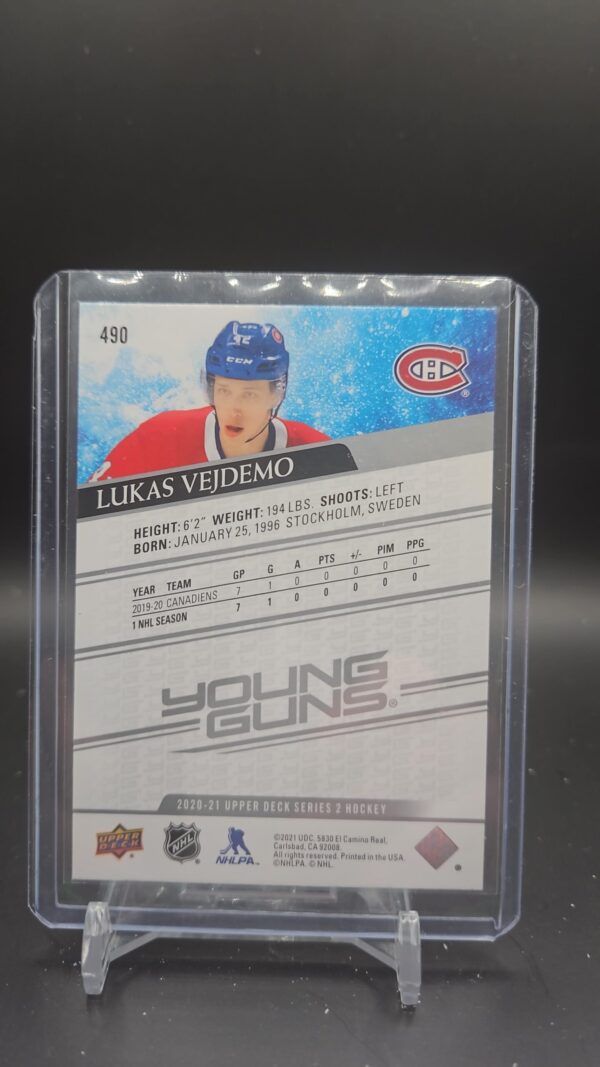 490
CCM
LUKAS VEJDEMO
HEIGHT: 6'2" WEIGHT: 194 LBS. SHOOTS: LEFT
BORN: JANUARY 25, 1996 STOCKHOLM, SWEDEN
YEAR TEAM GP G A PTS +/- PIM PPG
2019-20 CANADIENS 7 1 0 0 0 0 0
1 NHL SEASON 7 1 0 0 0 0 0
YOUNG
GUNS®
2020-21 UPPER DECK SERIES 2 HOCKEY
UPPER
DECK
NHL
NHLPA™
©2021 UDC. 5830 El Camino Real,
Carlsbad, CA 92008.
All rights reserved. Printed in the USA.
©NHLPA. © NHL.